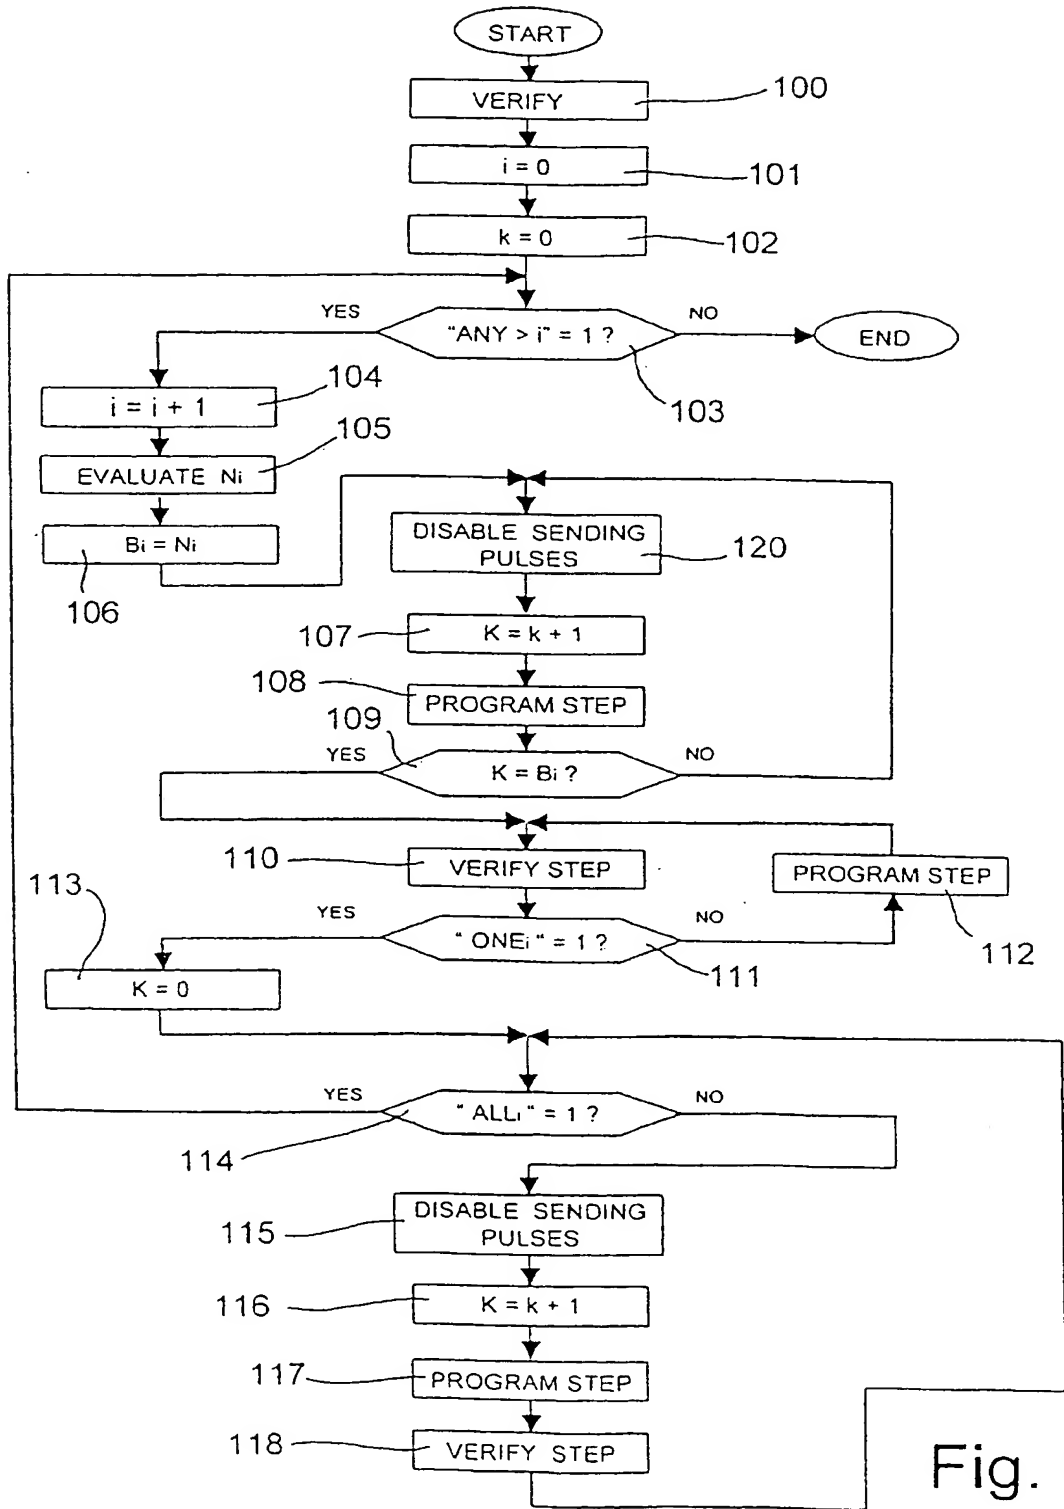 START
VERIFY
100
i = 0
101
k = 0
102
YES
"ANY > i" = 1 ?
NO
END
103
i = i + 1
104
EVALUATE Ni
105
Bi = Ni
106
DISABLE SENDING
PULSES
120
107
K = k + 1
108
PROGRAM STEP
109
YES
K = Bi ?
NO
110
VERIFY STEP
PROGRAM STEP
112
113
YES
" ONEi " = 1 ?
NO
111
K = 0
YES
" ALLi " = 1 ?
NO
114
DISABLE SENDING
PULSES
115
K = k + 1
116
117
PROGRAM STEP
118
VERIFY STEP
Fig.